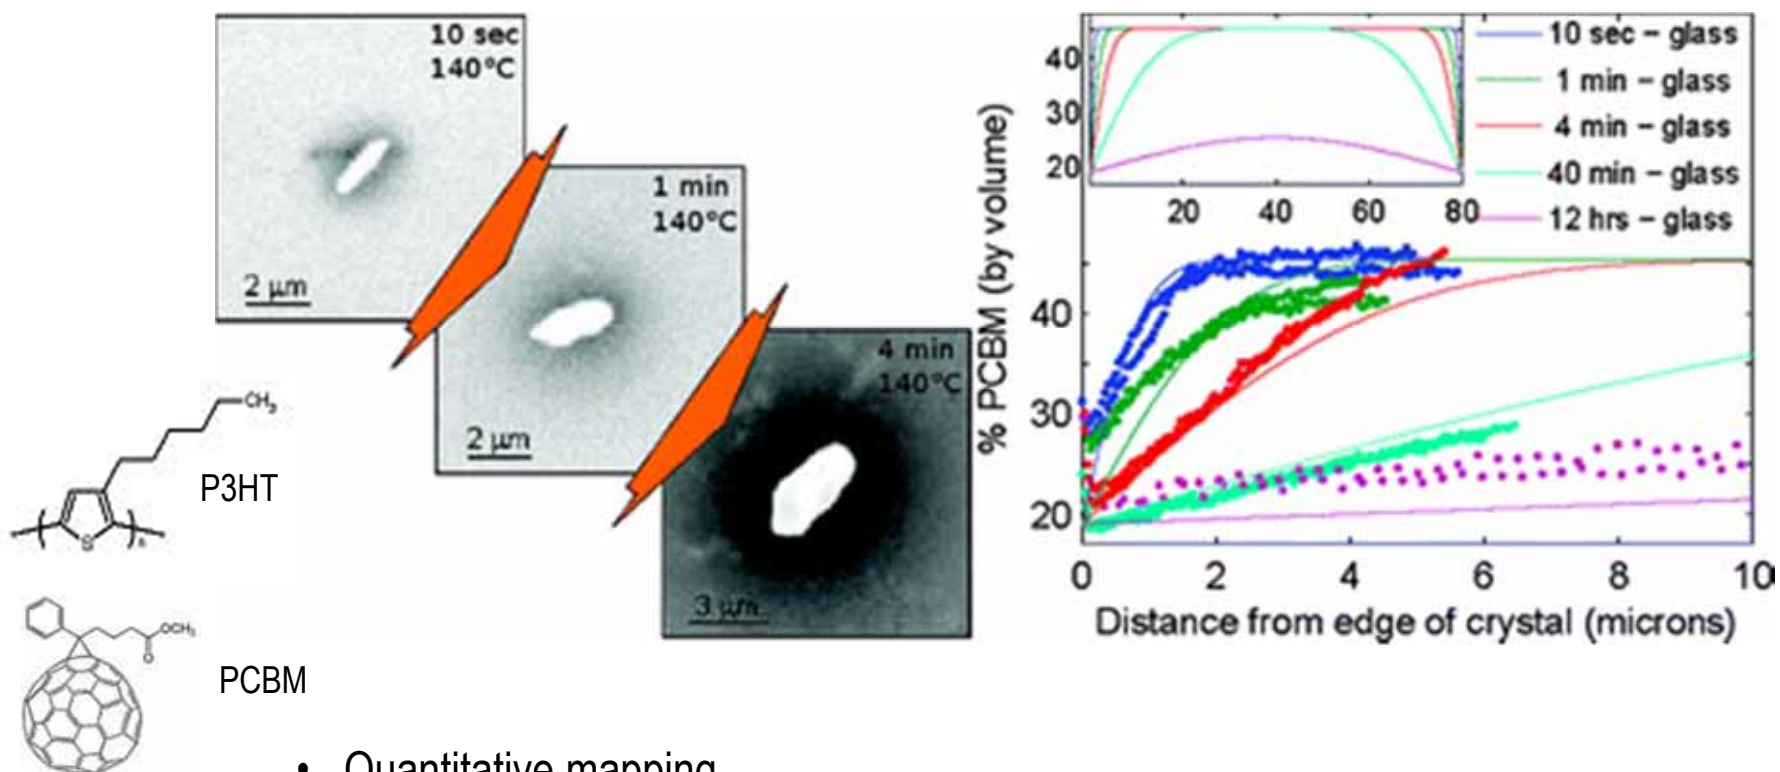 10 sec
140°C
2 μm
1 min
140°C
2 μm
4 min
140°C
3 μm
CH₃
S
n
P3HT
OCH₃
O
PCBM
% PCBM (by volume)
40
30
20
20 40 60 80
10 sec – glass
1 min – glass
4 min – glass
40 min – glass
12 hrs – glass
40
30
20
0 2 4 6 8 10
Distance from edge of crystal (microns)
• Quantitative mapping